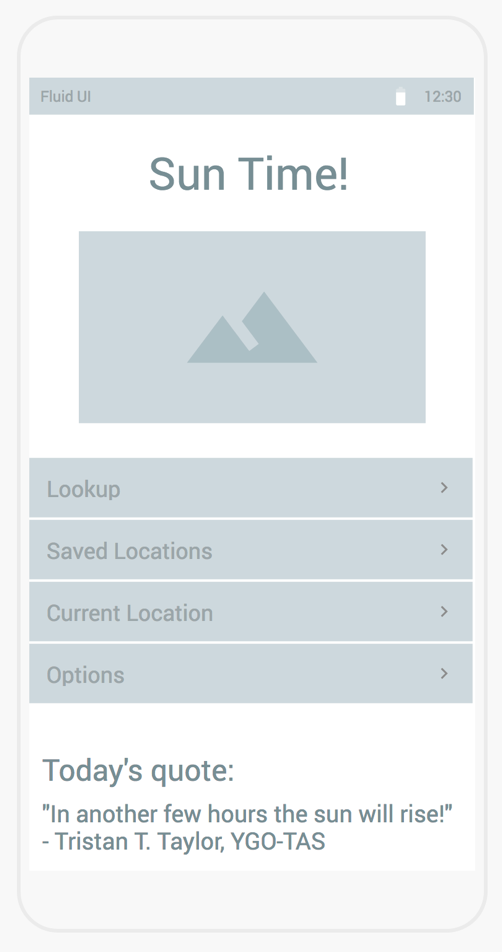 Fluid UI 12:30
Sun Time!
Lookup
Saved Locations
Current Location
Options
Today's quote:
"In another few hours the sun will rise!"
- Tristan T. Taylor, YGO-TAS